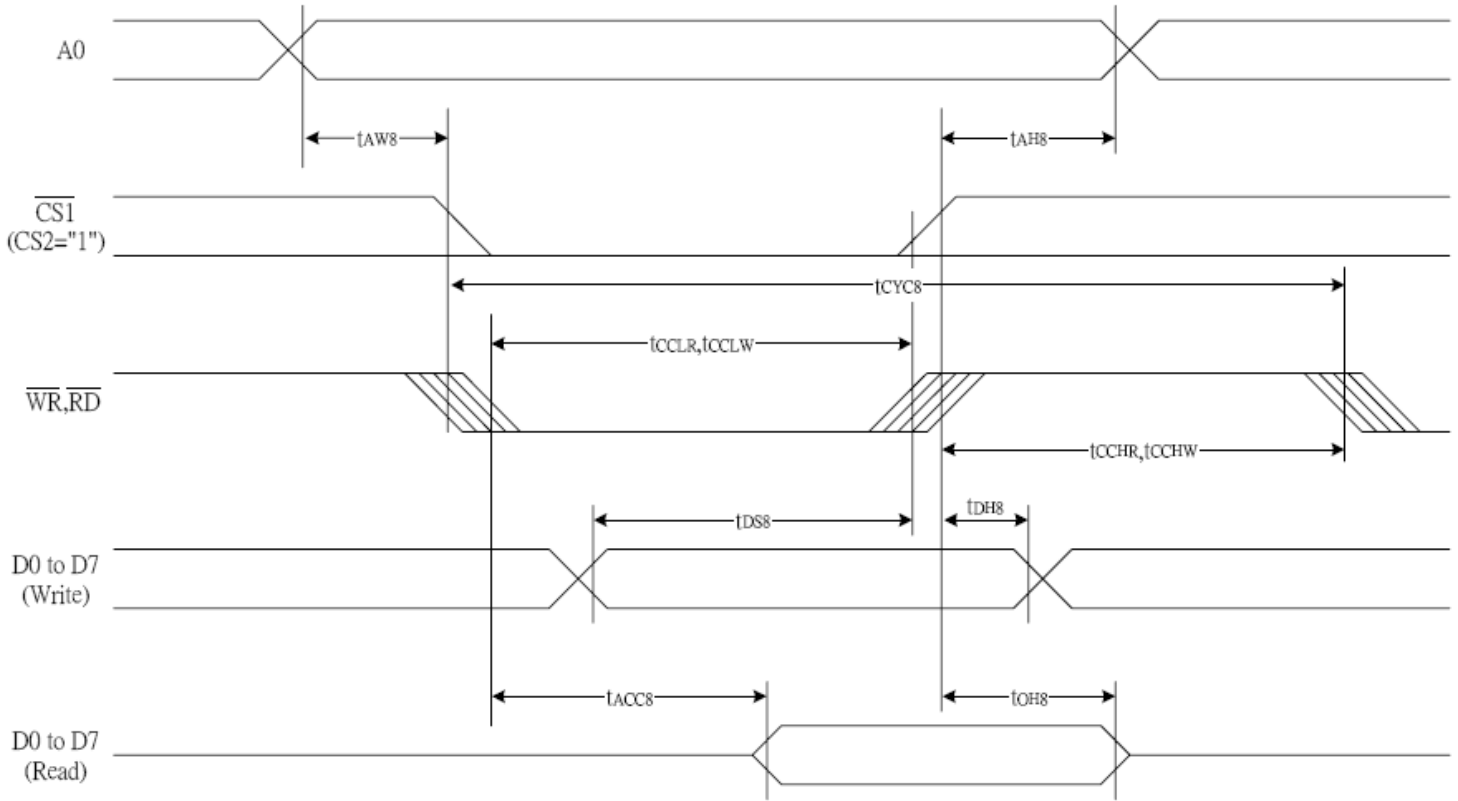 A0
tAW8
tAH8
CS1
(CS2="1")
tCYC8
tCCLR,tCCLW
WR,RD
tCCHR,tCCHW
tDS8
tDH8
D0 to D7
(Write)
tACC8
tOH8
D0 to D7
(Read)